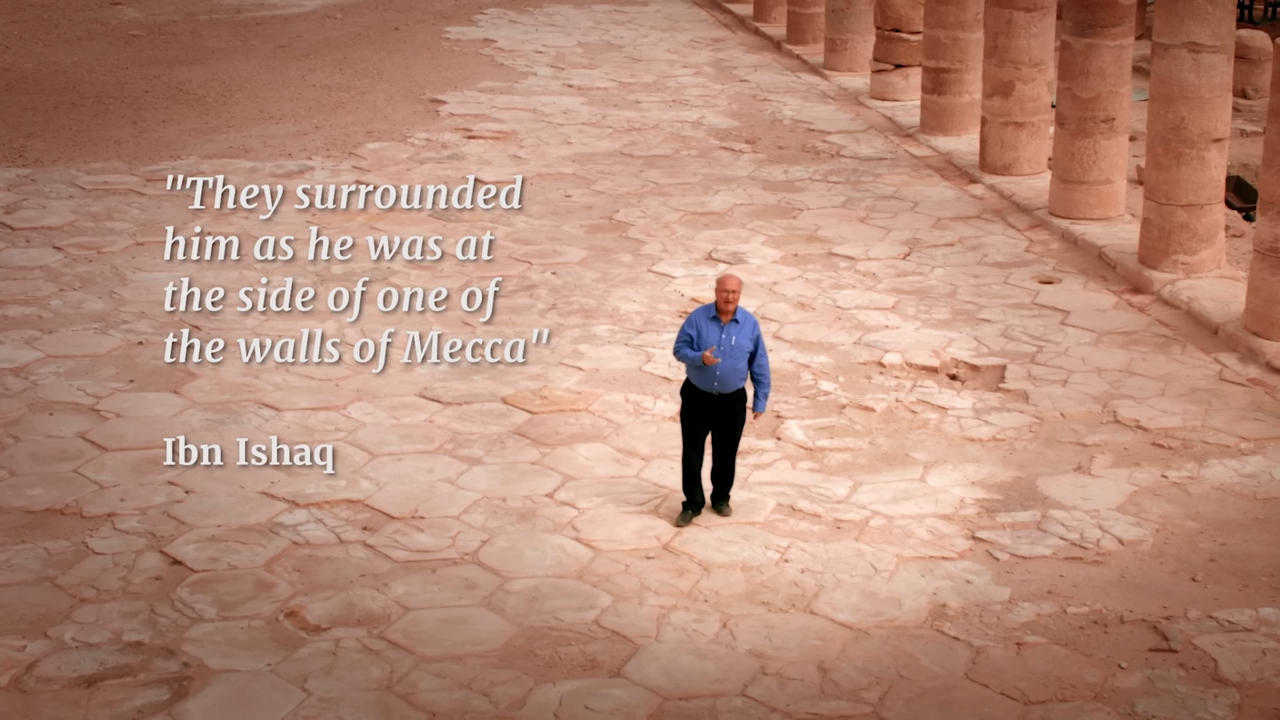 "They surrounded
him as he was at
the side of one of
the walls of Mecca"
Ibn Ishaq